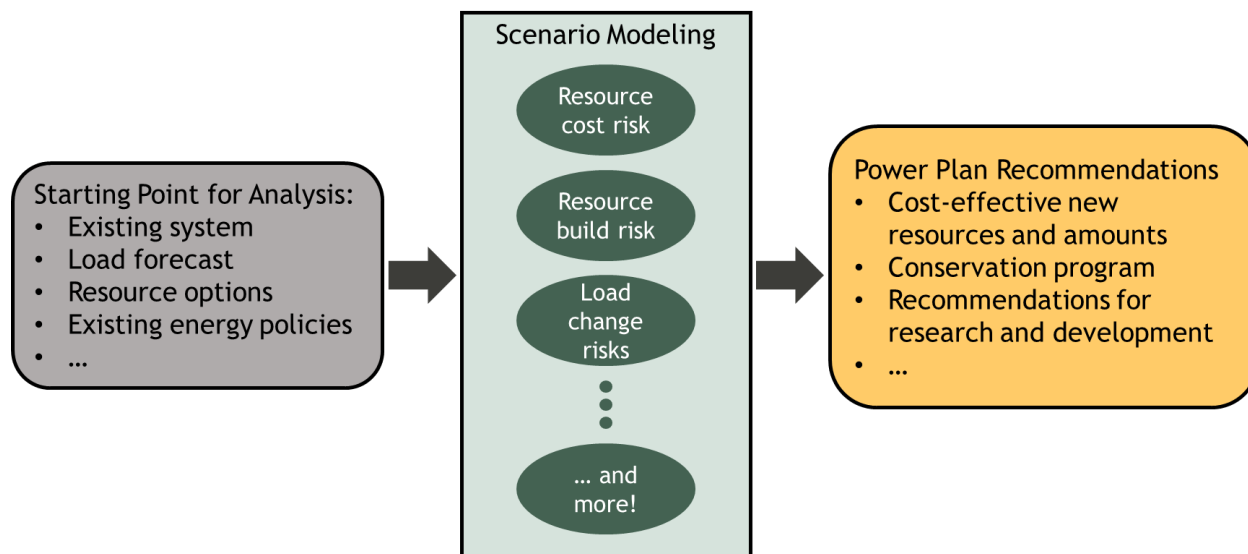 Starting Point for Analysis:
• Existing system
• Load forecast
• Resource options
• Existing energy policies
• …
Scenario Modeling
Resource
cost risk
Resource
build risk
Load
change
risks
… and
more!
Power Plan Recommendations
• Cost-effective new
resources and amounts
• Conservation program
• Recommendations for
research and development
• …